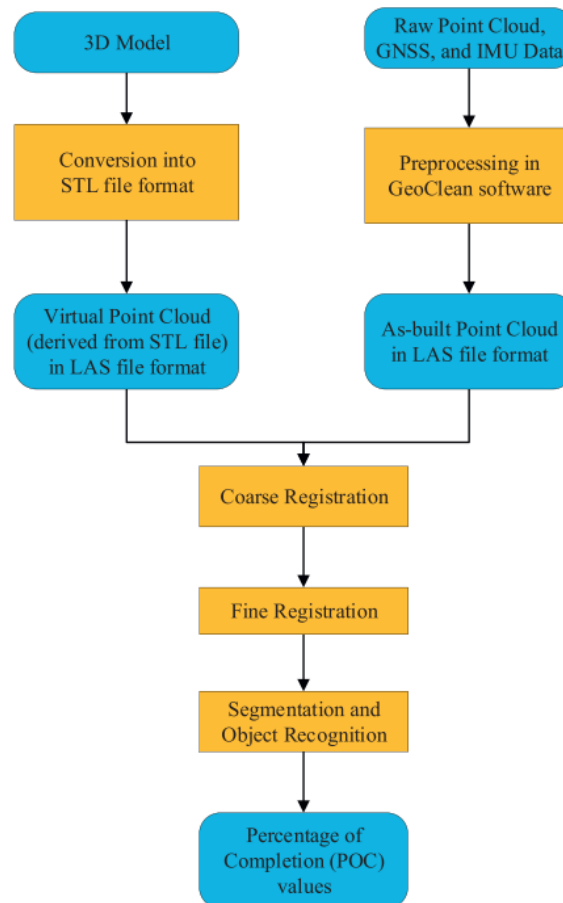 3D Model
Raw Point Cloud,
GNSS, and IMU Data
Conversion into
STL file format
Preprocessing in
GeoClean software
Virtual Point Cloud
(derived from STL file)
in LAS file format
As-built Point Cloud
in LAS file format
Coarse Registration
Fine Registration
Segmentation and
Object Recognition
Percentage of
Completion (POC)
values